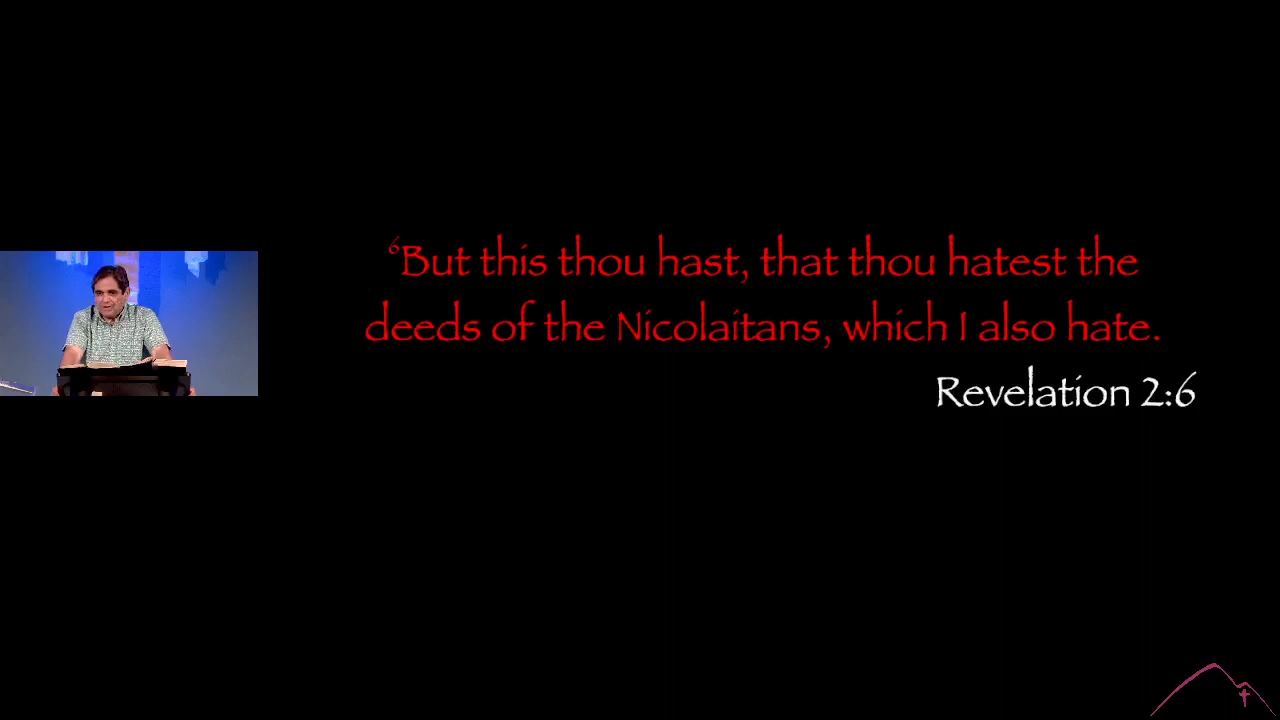 ⁶But this thou hast, that thou hatest the
deeds of the Nicolaitans, which I also hate.
Revelation 2:6